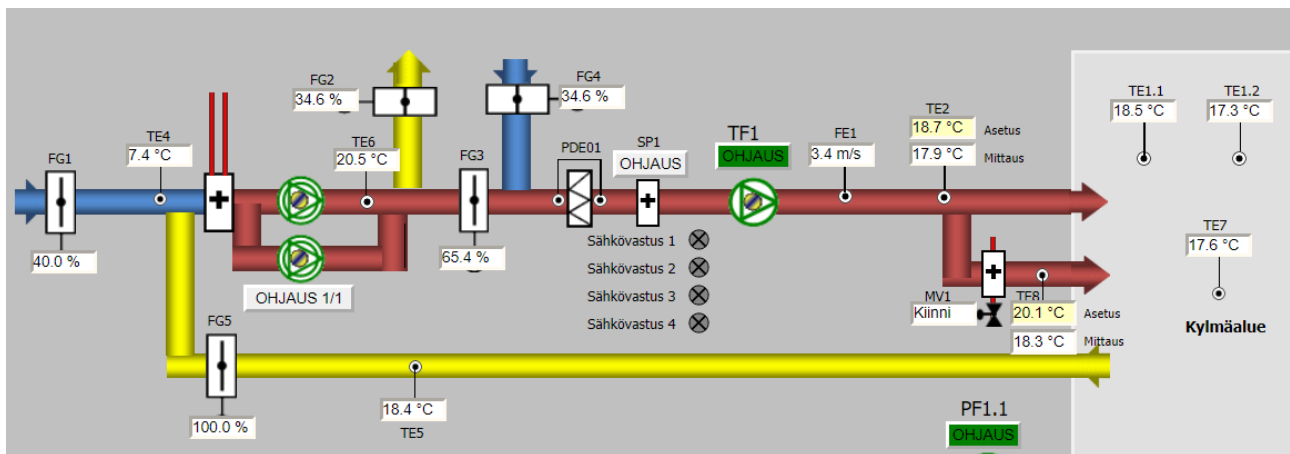 FG1
40.0 %
TE4
7.4 °C
FG2
34.6 %
TE6
20.5 °C
OHJAUS 1/1
FG3
65.4 %
FG4
34.6 %
PDE01
SP1
OHJAUS
TF1
OHJAUS
FE1
3.4 m/s
TE2
18.7 °C Asetus
17.9 °C Mittaus
Sähkövastus 1
Sähkövastus 2
Sähkövastus 3
Sähkövastus 4
MV1
Kiinni
TE8
20.1 °C Asetus
18.3 °C Mittaus
TE1.1
18.5 °C
TE1.2
17.3 °C
TE7
17.6 °C
Kylmäalue
FG5
100.0 %
18.4 °C
TE5
PF1.1
OHJAUS